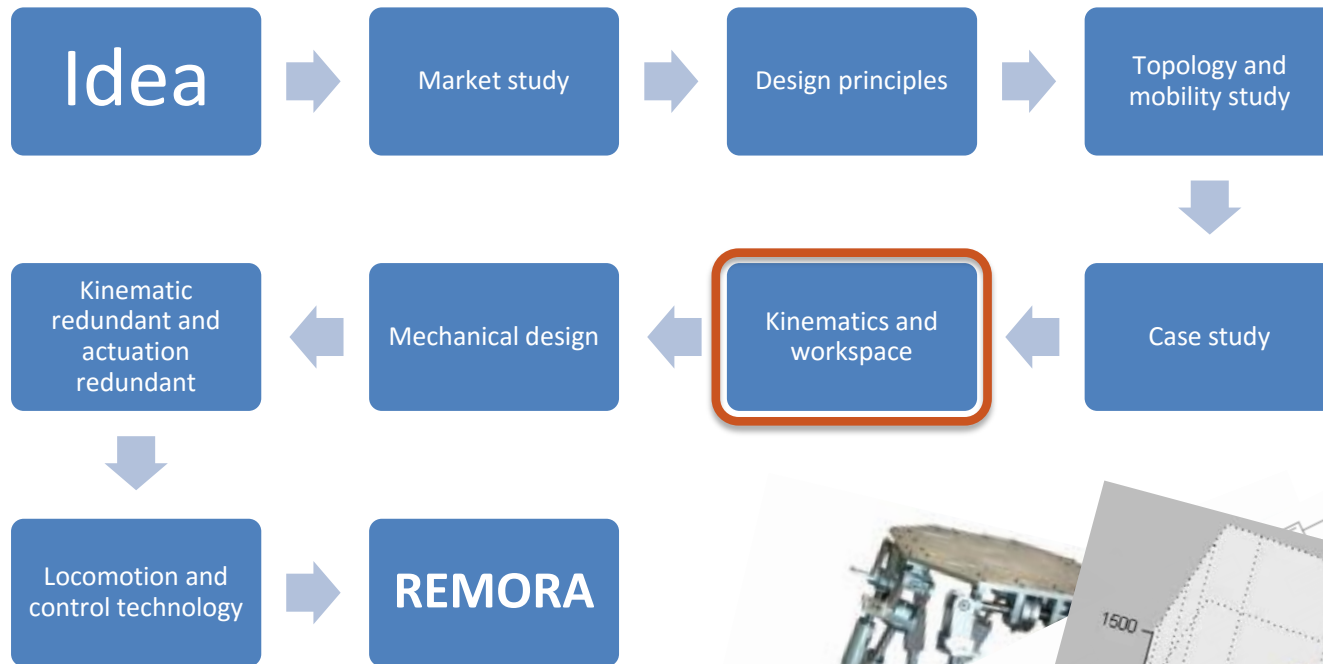 Idea
Market study
Design principles
Topology and
mobility study
Case study
Kinematics and
workspace
Mechanical design
Kinematic
redundant and
actuation
redundant
Locomotion and
control technology
REMORA
1500